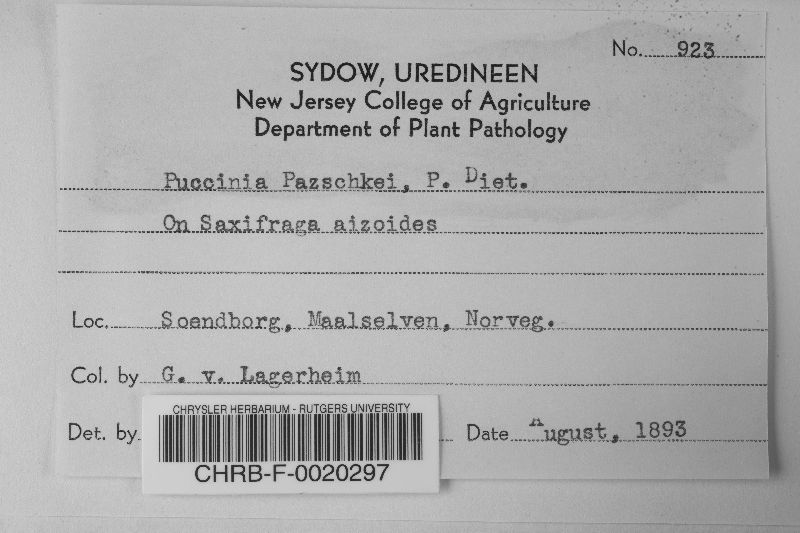 No. 923
SYDOW, UREDINEEN
New Jersey College of Agriculture
Department of Plant Pathology
Puccinia Pazschkei, P. Diet.
On Saxifraga aizoides
Loc. Soendborg, Maalselven, Norveg.
Col. by G. v. Lagerheim
Det. by
Date August, 1893
CHRYSLER HERBARIUM - RUTGERS UNIVERSITY
CHRB-F-0020297